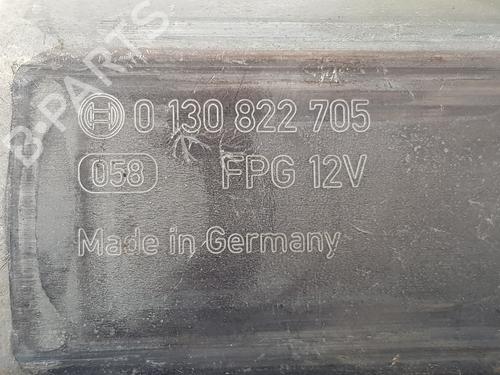 B-PARTS
0 130 822 705
058 FPG 12V
Made in Germany